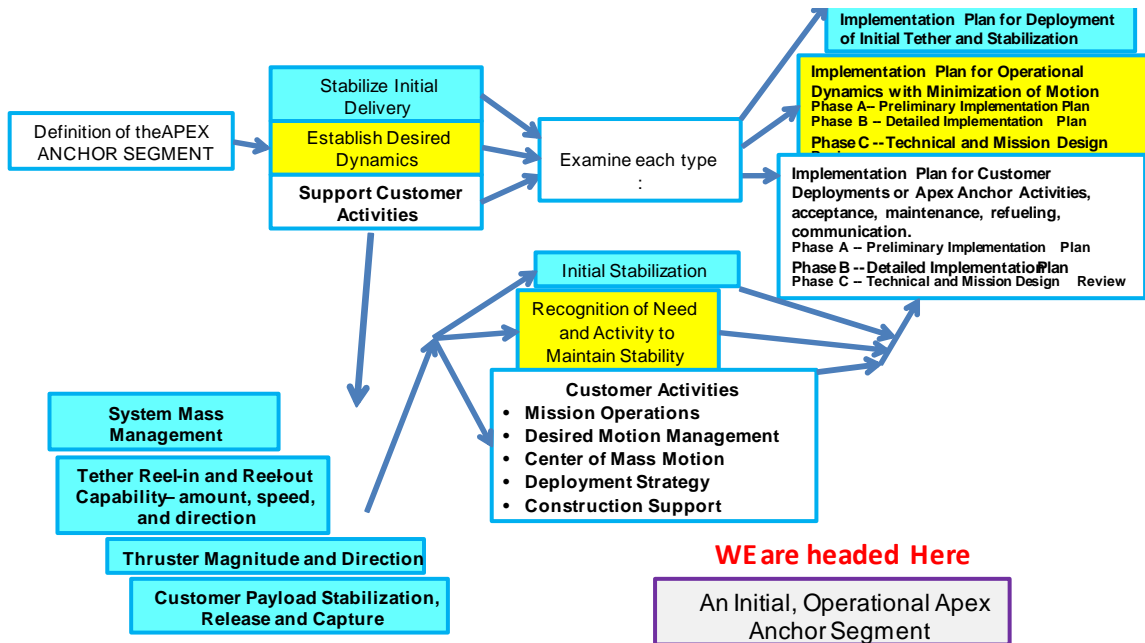 Implementation Plan for Deployment
of Initial Tether and Stabilization
Implementation Plan for Operational
Dynamics with Minimization of Motion
Phase A-- Preliminary Implementation Plan
Phase B -- Detailed Implementation Plan
Phase C --Technical and Mission Design
Stabilize Initial
Delivery
Establish Desired
Dynamics
Support Customer
Activities
Definition of theAPEX
ANCHOR SEGMENT
Examine each type
:
Implementation Plan for Customer
Deployments or Apex Anchor Activities,
acceptance, maintenance, refueling,
communication.
Phase A -- Preliminary Implementation Plan
Phase B --Detailed ImplementationPlan
Phase C -- Technical and Mission Design Review
Initial Stabilization
Recognition of Need
and Activity to
Maintain Stability
Customer Activities
• Mission Operations
• Desired Motion Management
• Center of Mass Motion
• Deployment Strategy
• Construction Support
System Mass
Management
Tether Reel-in and Reel-out
Capability– amount, speed,
and direction
Thruster Magnitude and Direction
Customer Payload Stabilization,
Release and Capture
WE are headed Here
An Initial, Operational Apex
Anchor Segment